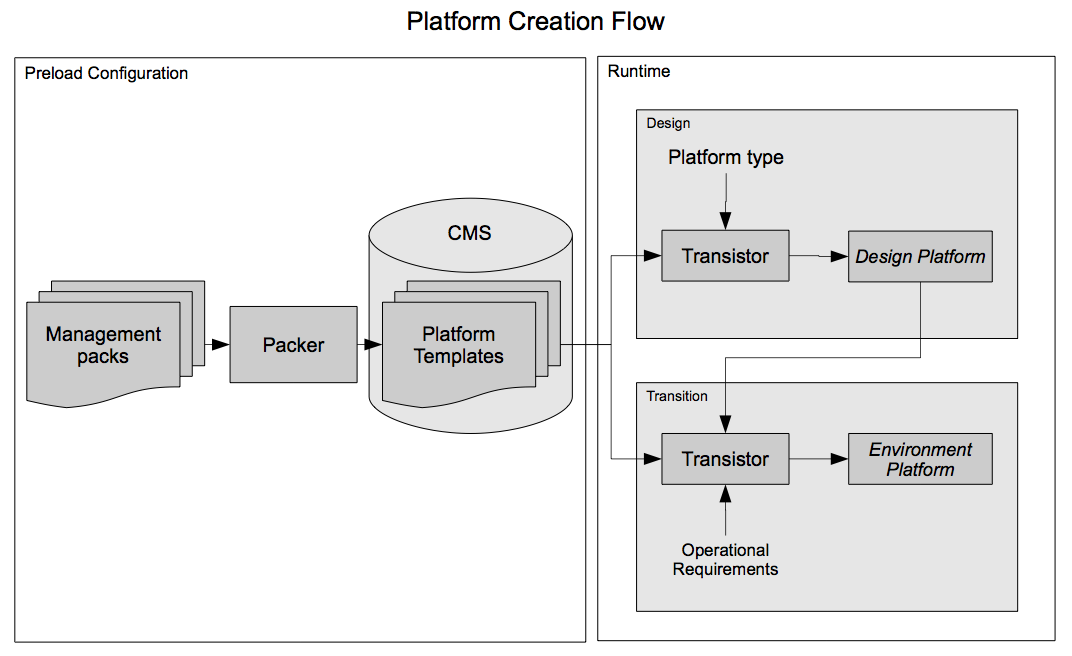 Platform Creation Flow
Preload Configuration
Management
packs
Packer
CMS
Platform
Templates
Runtime
Design
Platform type
Transistor
Design Platform
Transition
Transistor
Environment
Platform
Operational
Requirements